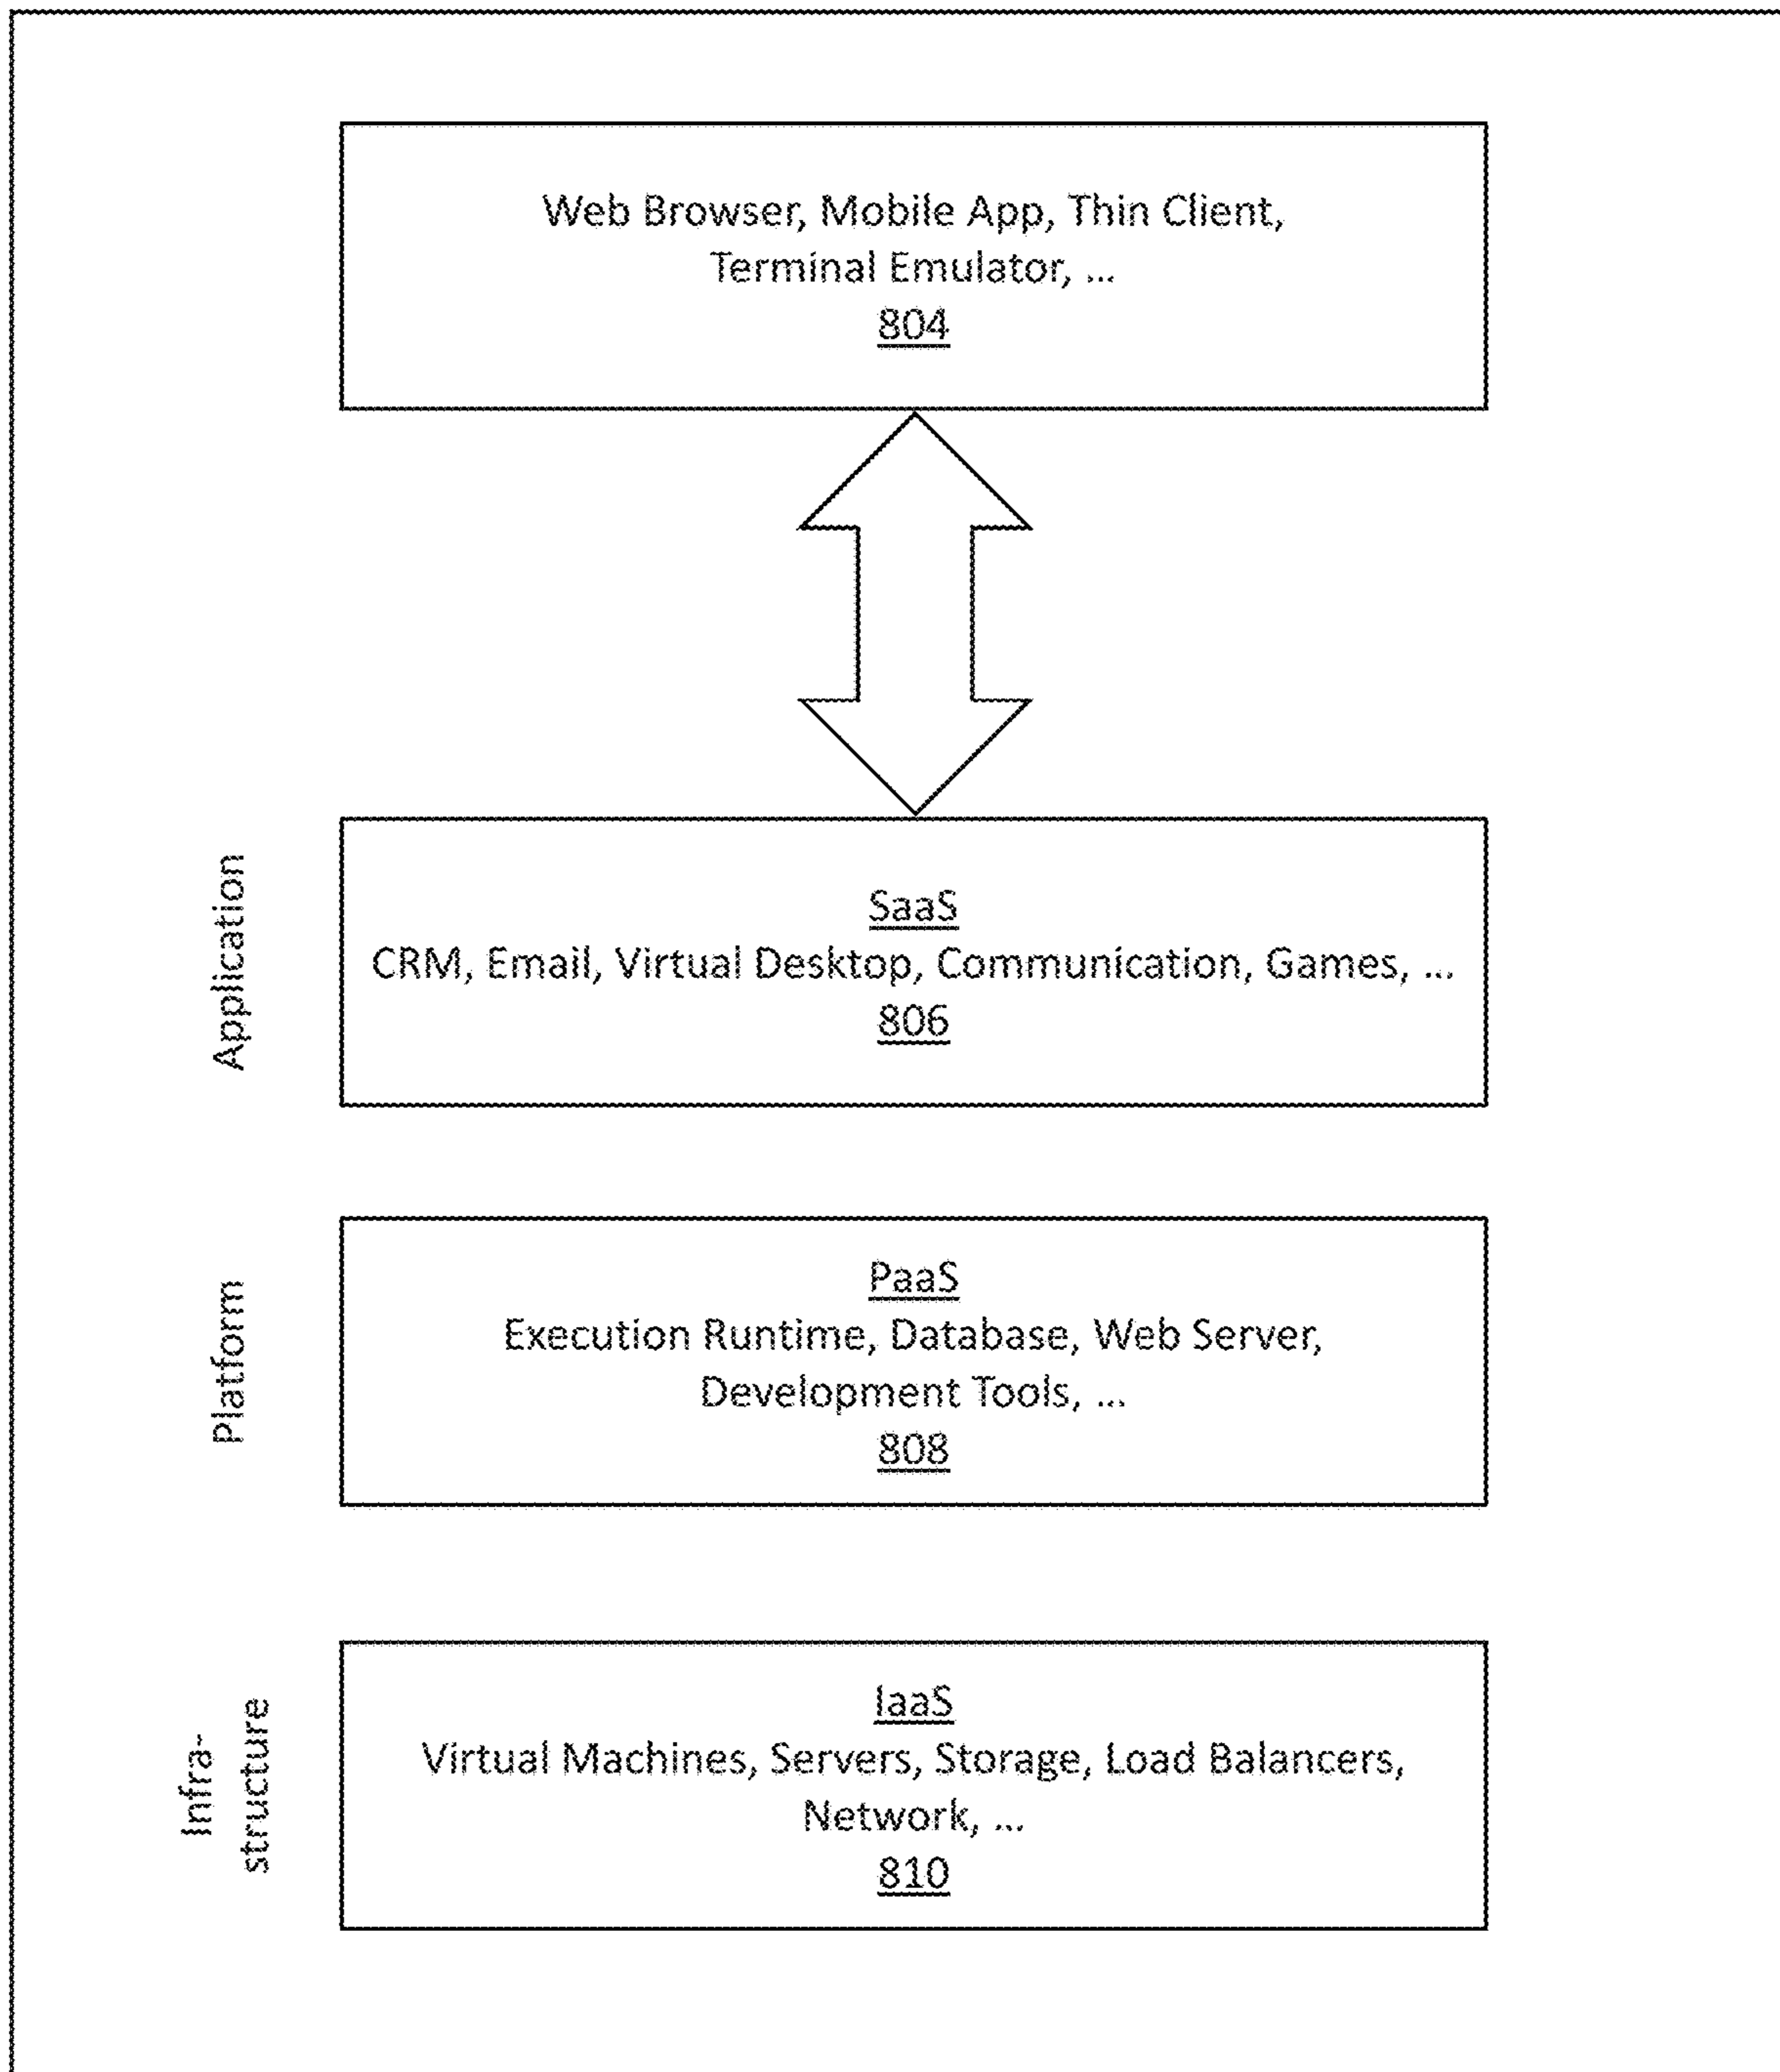 Web Browser, Mobile App, Thin Client,
Terminal Emulator, ...
804
Application
SaaS
CRM, Email, Virtual Desktop, Communication, Games, ...
806
Platform
PaaS
Execution Runtime, Database, Web Server,
Development Tools, ...
808
Infra-
structure
IaaS
Virtual Machines, Servers, Storage, Load Balancers,
Network, ...
810